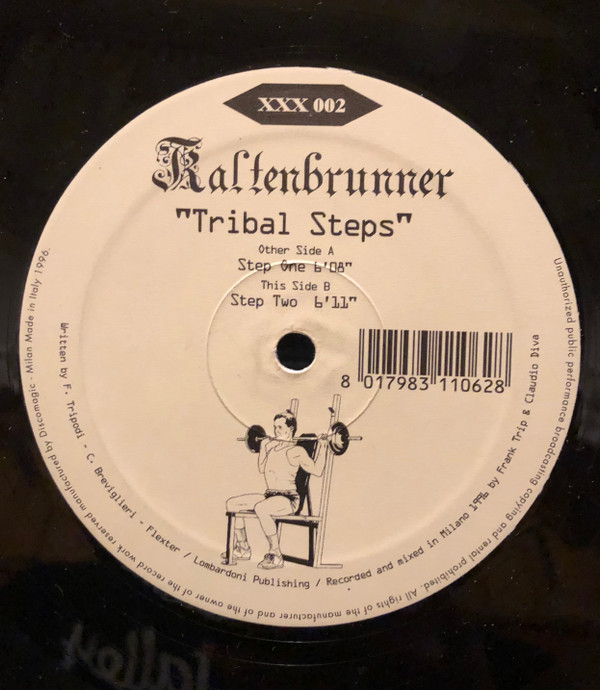 XXX 002
Kaltenbrunner
"Tribal Steps"
Other Side A
Step One 6'08"
This Side B
Step Two 6'11"
8 017983 110628
Written by F. Tripodi - C. Breviglieri - Flexter / Lombardoni Publishing / Recorded and mixed in Milano 1996 by Frank Trip & Claudio Diva
Unauthorized public performance broadcasting copying and rental prohibited. All rights of the manufacturer and of the owner of the record work reserved manufactured by Discomagic - Milan Made in Italy 1996.